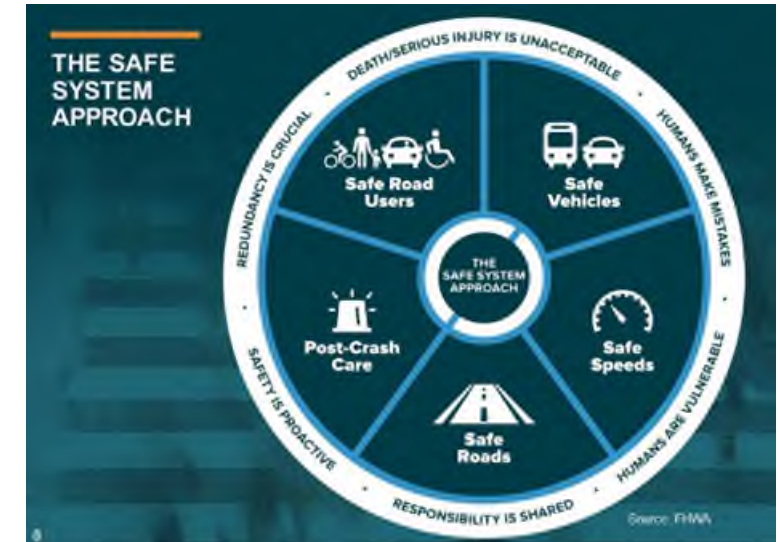 THE SAFE
SYSTEM
APPROACH
DEATH/SERIOUS INJURY IS UNACCEPTABLE
HUMANS MAKE MISTAKES
HUMANS ARE VULNERABLE
RESPONSIBILITY IS SHARED
SAFETY IS PROACTIVE
REDUNDANCY IS CRUCIAL
Safe Road
Users
Safe
Vehicles
Safe
Speeds
Safe
Roads
Post-Crash
Care
THE
SAFE SYSTEM
APPROACH
Source: FHWA
8